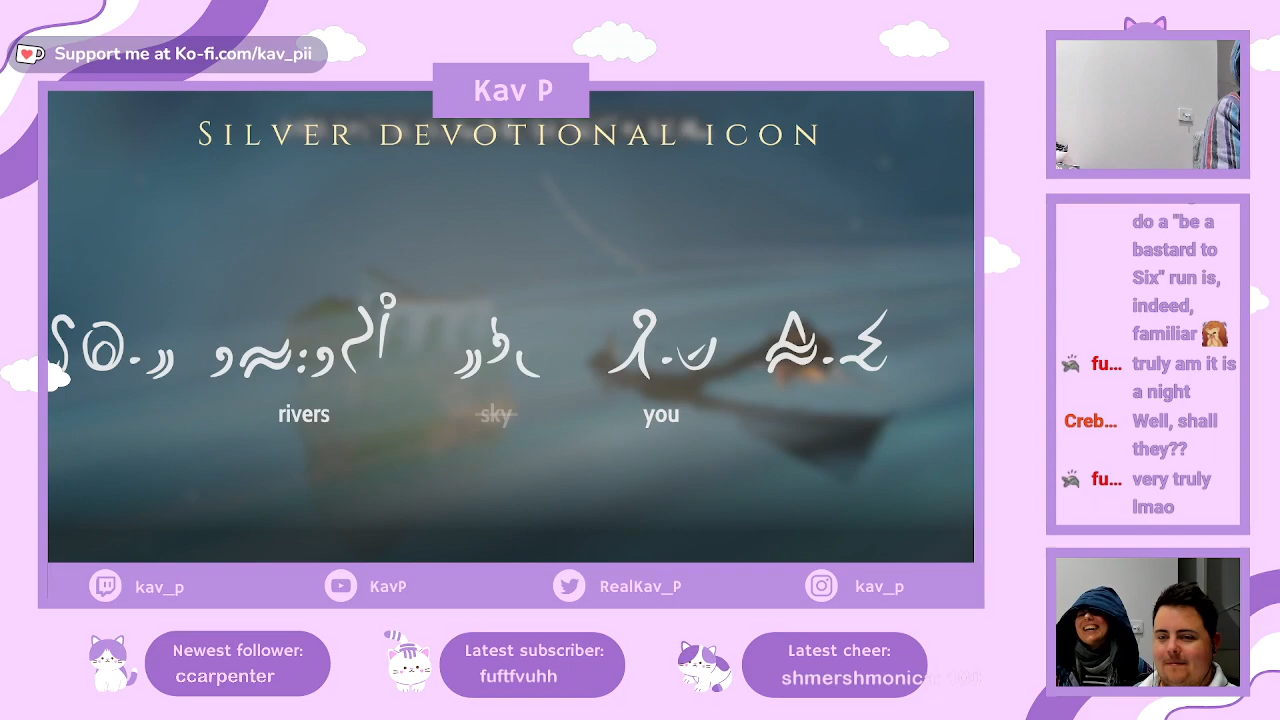 Support me at Ko-fi.com/kav_pii
Kav P
SILVER DEVOTIONAL ICON
rivers sky you
kav_p KavP RealKav_P kav_p
Newest follower:
ccarpenter
Latest subscriber:
fuftfvuhh
Latest cheer:
shmershmonica:
do a "be a
bastard to
Six" run is,
indeed,
familiar
fu... truly am it is
a night
Creb... Well, shall
they??
fu... very truly
lmao